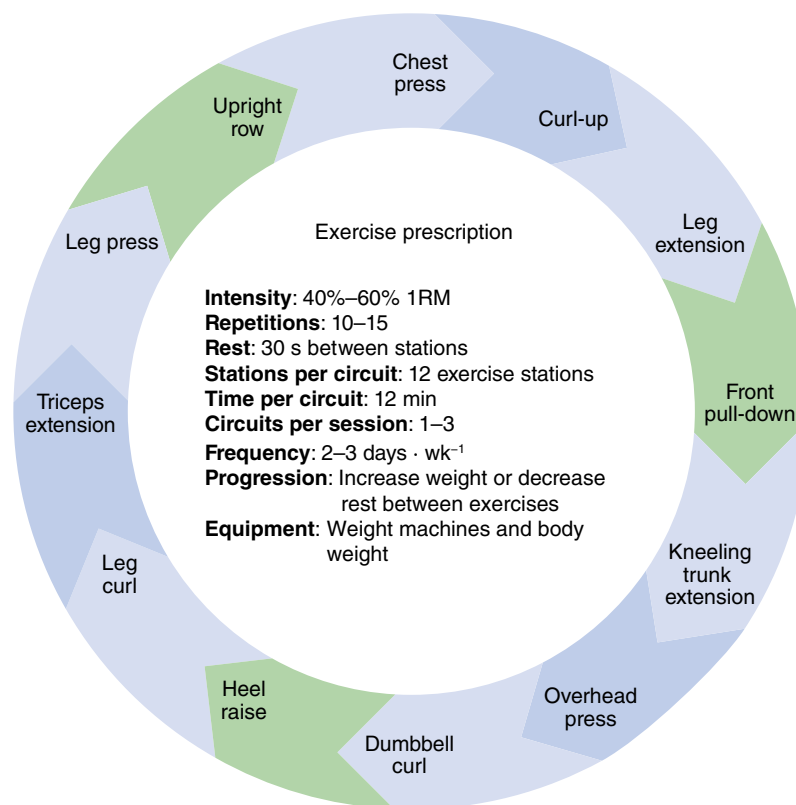 Chest
press
Curl-up
Leg
extension
Front
pull-down
Kneeling
trunk
extension
Overhead
press
Dumbbell
curl
Heel
raise
Leg
curl
Triceps
extension
Leg press
Upright
row
Exercise prescription
Intensity: 40%–60% 1RM
Repetitions: 10–15
Rest: 30 s between stations
Stations per circuit: 12 exercise stations
Time per circuit: 12 min
Circuits per session: 1–3
Frequency: 2–3 days · wk⁻¹
Progression: Increase weight or decrease
rest between exercises
Equipment: Weight machines and body
weight